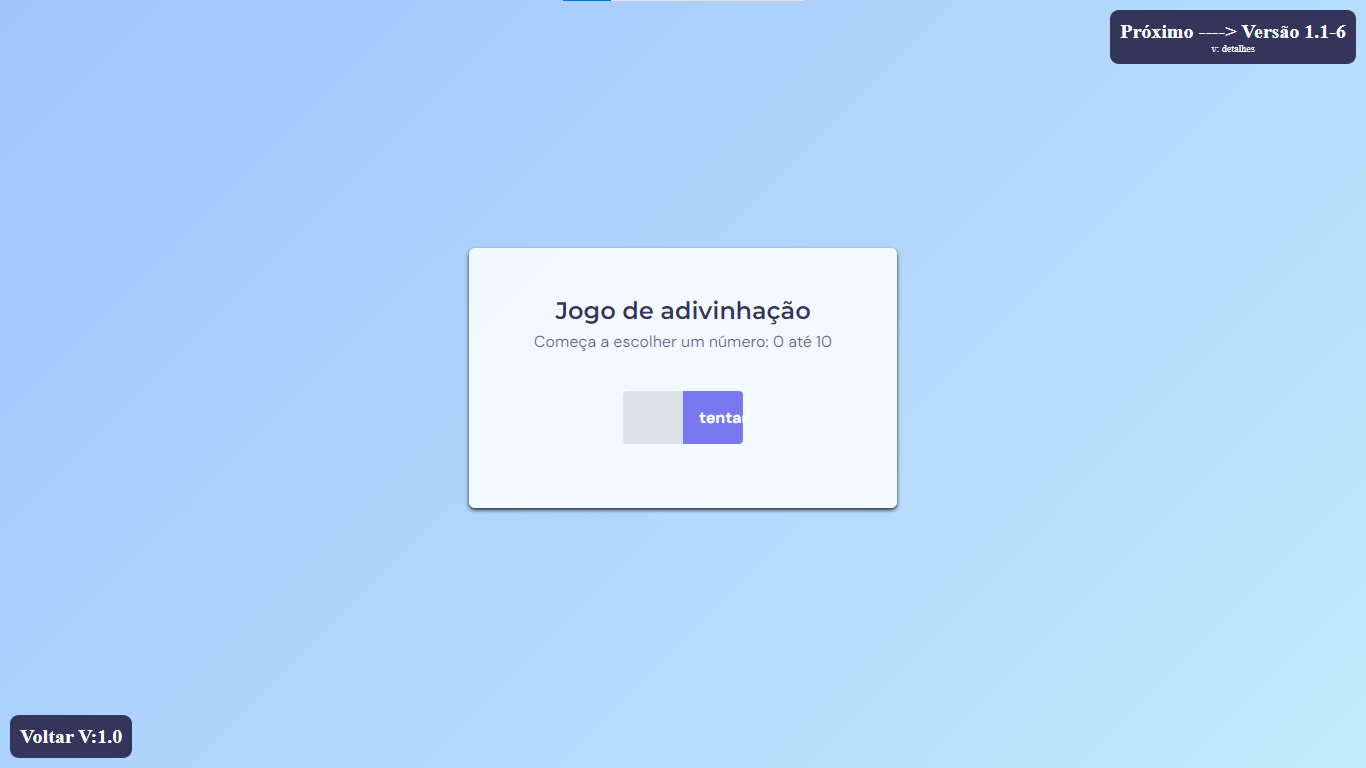 Próximo ----> Versão 1.1-6
v: detalhes
Jogo de adivinhação
Começa a escolher um número: 0 até 10
tentar
Voltar V:1.0